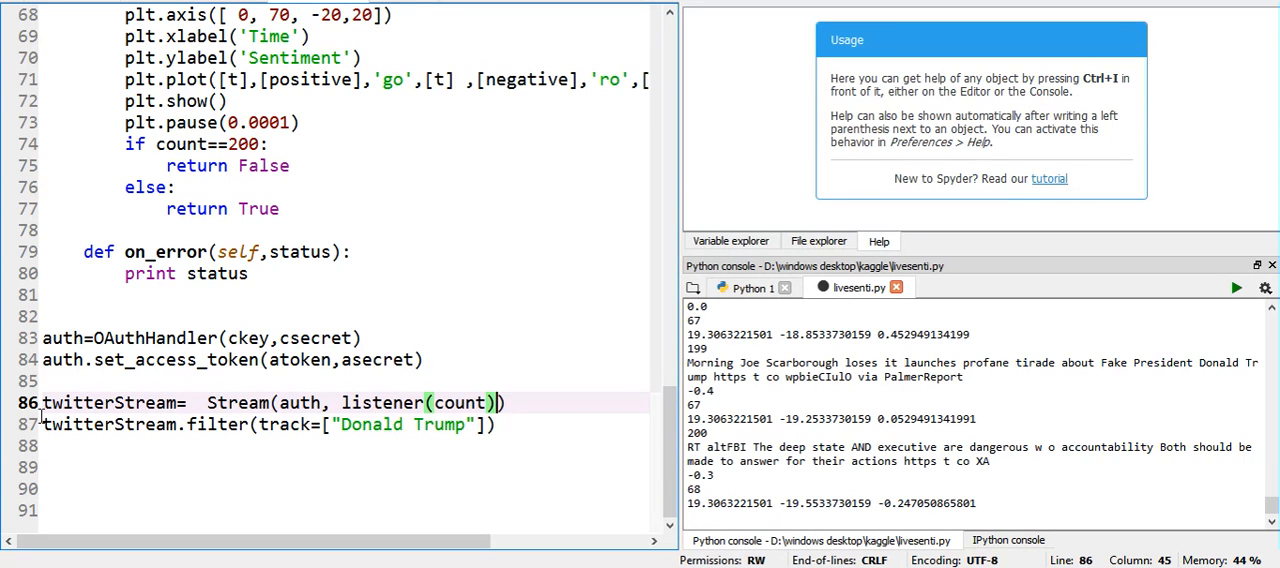 68 plt.axis([ 0, 70, -20,20])
69 plt.xlabel('Time')
70 plt.ylabel('Sentiment')
71 plt.plot([t],[positive],'go',[t] ,[negative],'ro',[
72 plt.show()
73 plt.pause(0.0001)
74 if count==200:
75 return False
76 else:
77 return True
78
79 def on_error(self,status):
80 print status
81
82
83 auth=OAuthHandler(ckey,csecret)
84 auth.set_access_token(atoken,asecret)
85
86 twitterStream=  Stream(auth, listener(count))
87 twitterStream.filter(track=["Donald Trump"])
88
89
90
91
Usage
Here you can get help of any object by pressing Ctrl+I in
front of it, either on the Editor or the Console.
Help can also be shown automatically after writing a left
parenthesis next to an object. You can activate this
behavior in Preferences > Help.
New to Spyder? Read our tutorial
Variable explorer File explorer Help
Python console - D:\windows desktop\kaggle\livesenti.py
Python 1 livesenti.py
0.0
67
19.3063221501 -18.8533730159 0.452949134199
199
Morning Joe Scarborough loses it launches profane tirade about Fake President Donald Tr
ump https t co wpbieCIulO via PalmerReport
-0.4
67
19.3063221501 -19.2533730159 0.0529491341991
200
RT altFBI The deep state AND executive are dangerous w o accountability Both should be
made to answer for their actions https t co XA
-0.3
68
19.3063221501 -19.5533730159 -0.247050865801
Python console - D:\windows desktop\kaggle\livesenti.py IPython console
Permissions: RW End-of-lines: CRLF Encoding: UTF-8 Line: 86 Column: 45 Memory: 44 %